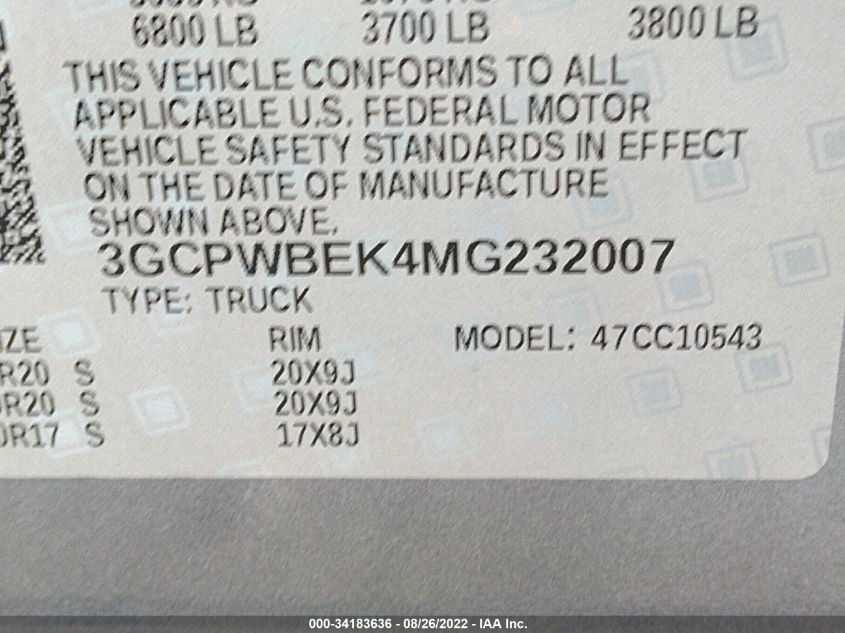 6800 LB 3700 LB 3800 LB
THIS VEHICLE CONFORMS TO ALL
APPLICABLE U.S. FEDERAL MOTOR
VEHICLE SAFETY STANDARDS IN EFFECT
ON THE DATE OF MANUFACTURE
SHOWN ABOVE.
3GCPWBEK4MG232007
TYPE: TRUCK
RIM MODEL: 47CC10543
R20 S 20X9J
R20 S 20X9J
R17 S 17X8J
000-34183636 - 08/26/2022 - IAA Inc.